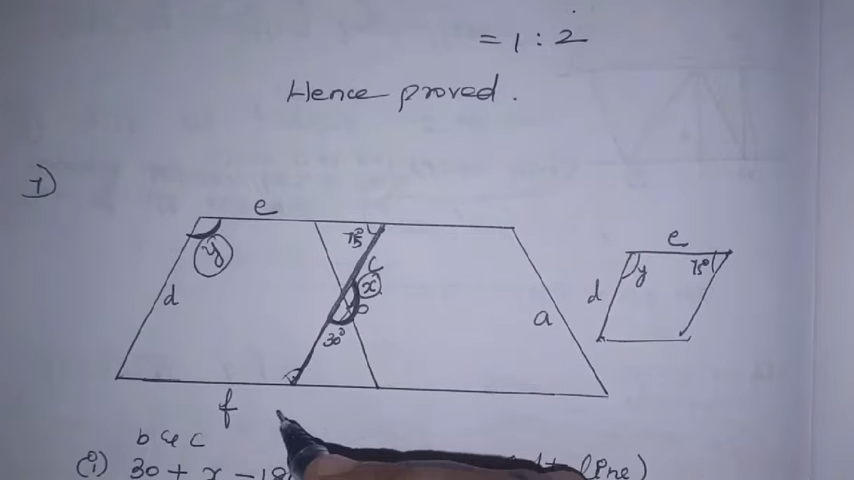 = 1 : 2
Hence proved.
7)
e
e
y
75°
c
x
y
75°
d
d
a
30°
f
b & c
(i) 30 + x = 18
line)